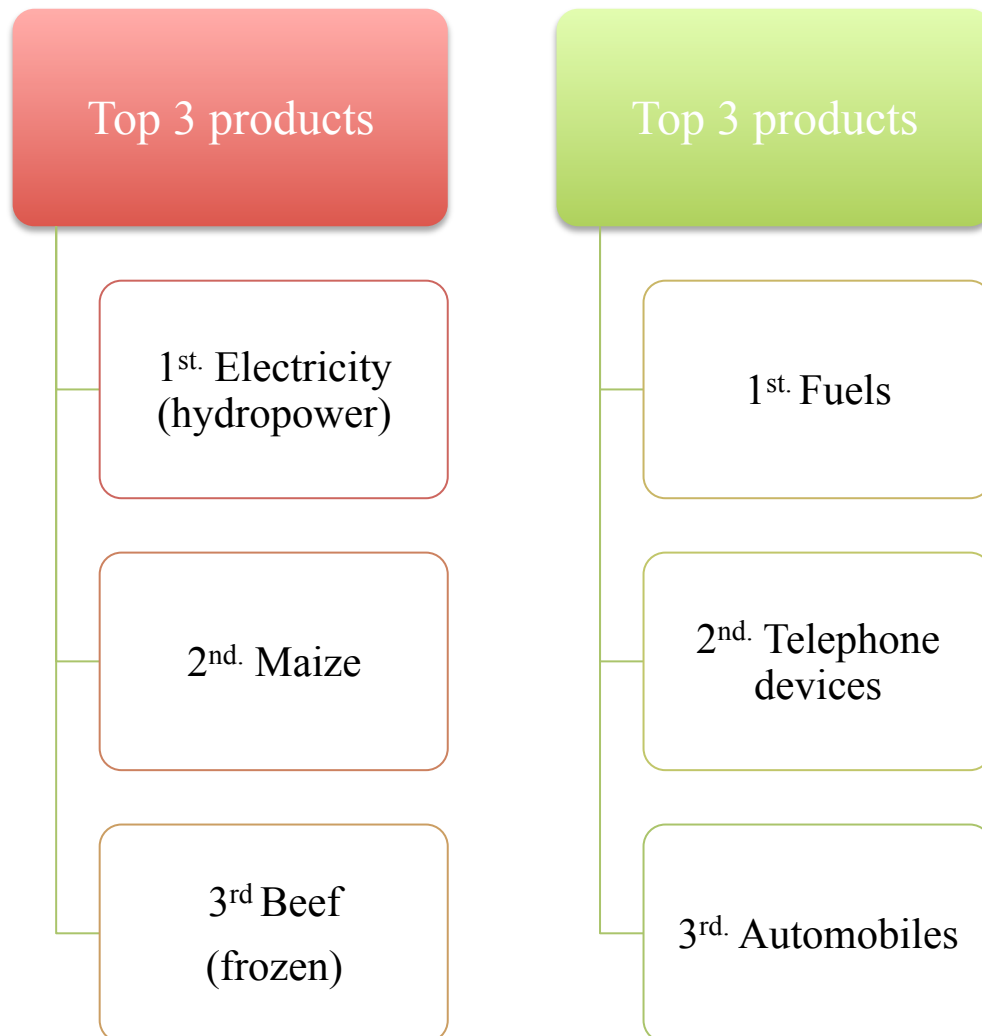 Top 3 products
1st. Electricity
(hydropower)
2nd. Maize
3rd Beef
(frozen)
Top 3 products
1st. Fuels
2nd. Telephone
devices
3rd. Automobiles